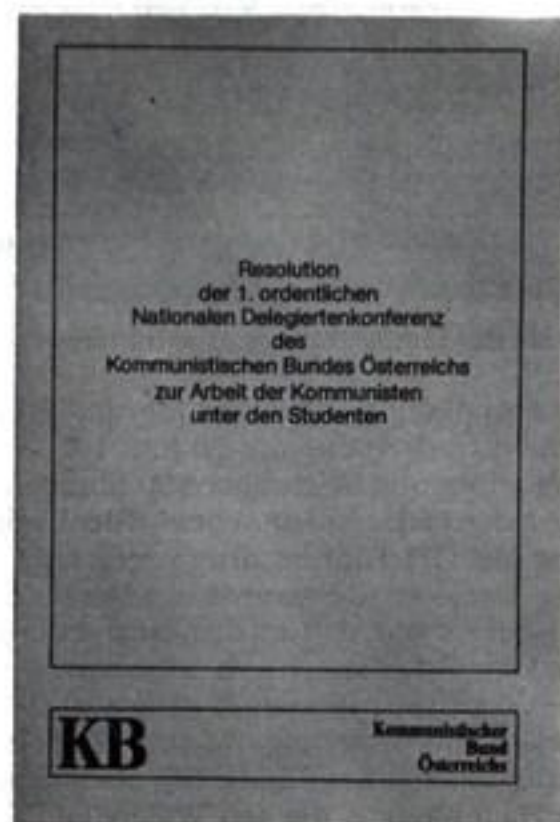 Resolution
der 1. ordentlichen
Nationalen Delegiertenkonferenz
des
Kommunistischen Bundes Österreichs
zur Arbeit der Kommunisten
unter den Studenten
KB
Kommunistischer
Bund
Österreichs